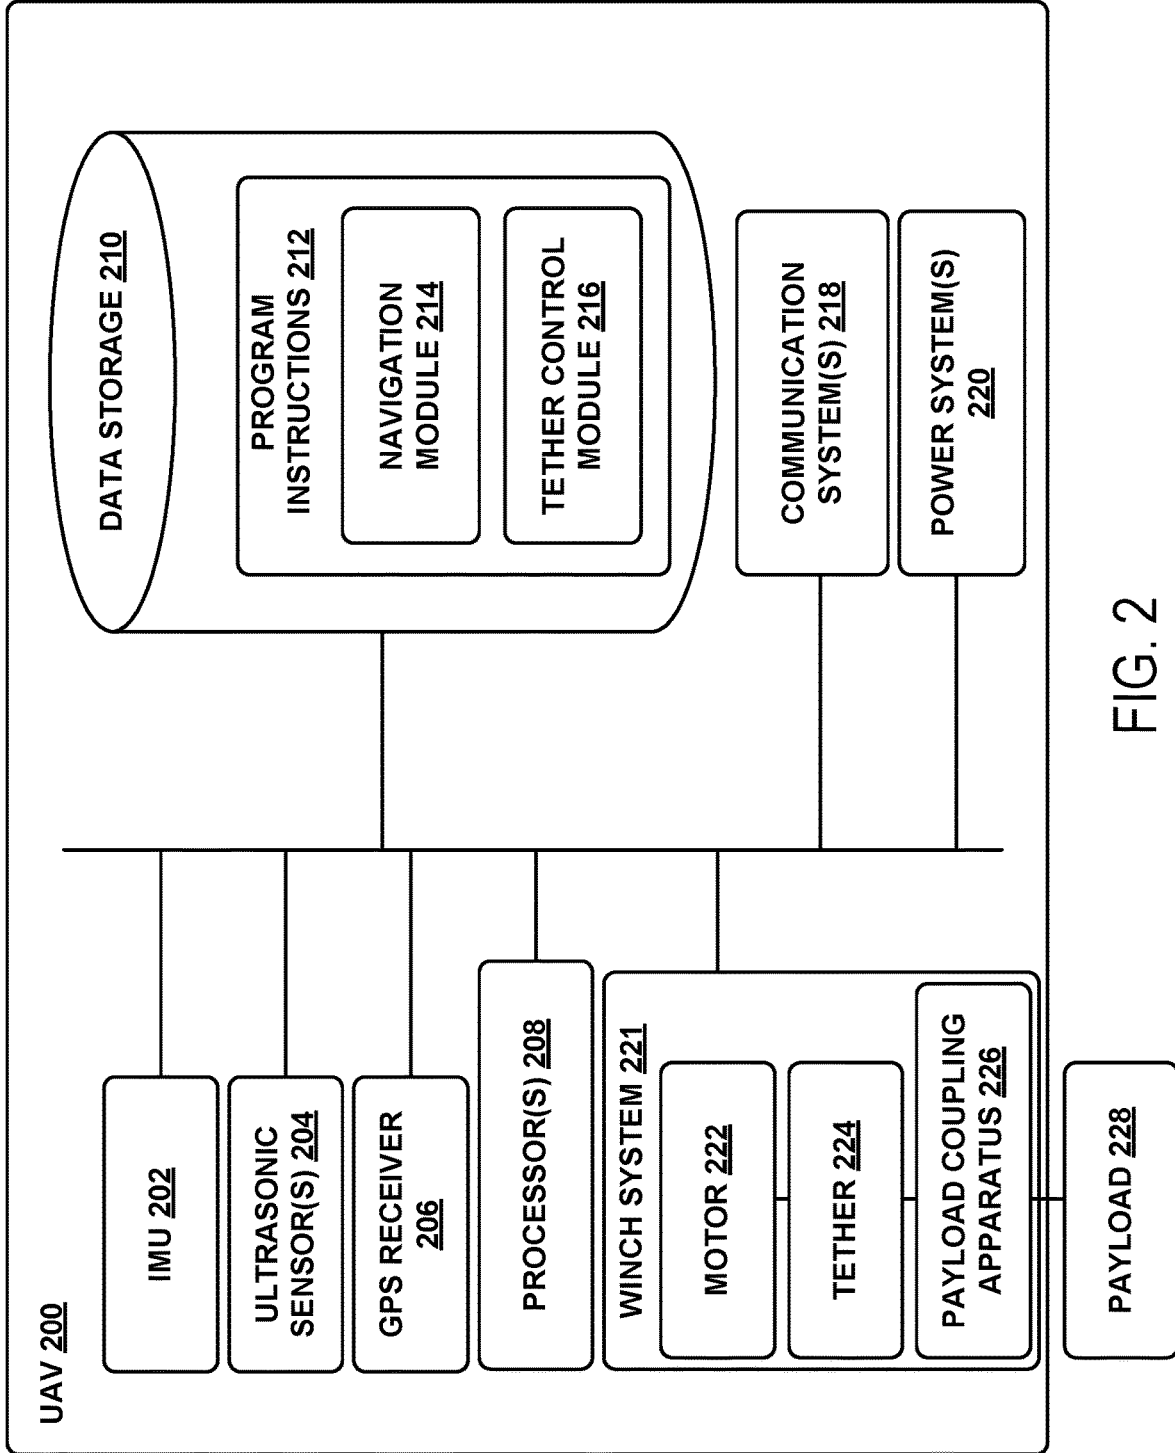 UAV 200
IMU 202
ULTRASONIC
SENSOR(S) 204
GPS RECEIVER
206
PROCESSOR(S) 208
WINCH SYSTEM 221
MOTOR 222
TETHER 224
PAYLOAD COUPLING
APPARATUS 226
PAYLOAD 228
DATA STORAGE 210
PROGRAM
INSTRUCTIONS 212
NAVIGATION
MODULE 214
TETHER CONTROL
MODULE 216
COMMUNICATION
SYSTEM(S) 218
POWER SYSTEM(S)
220
FIG. 2